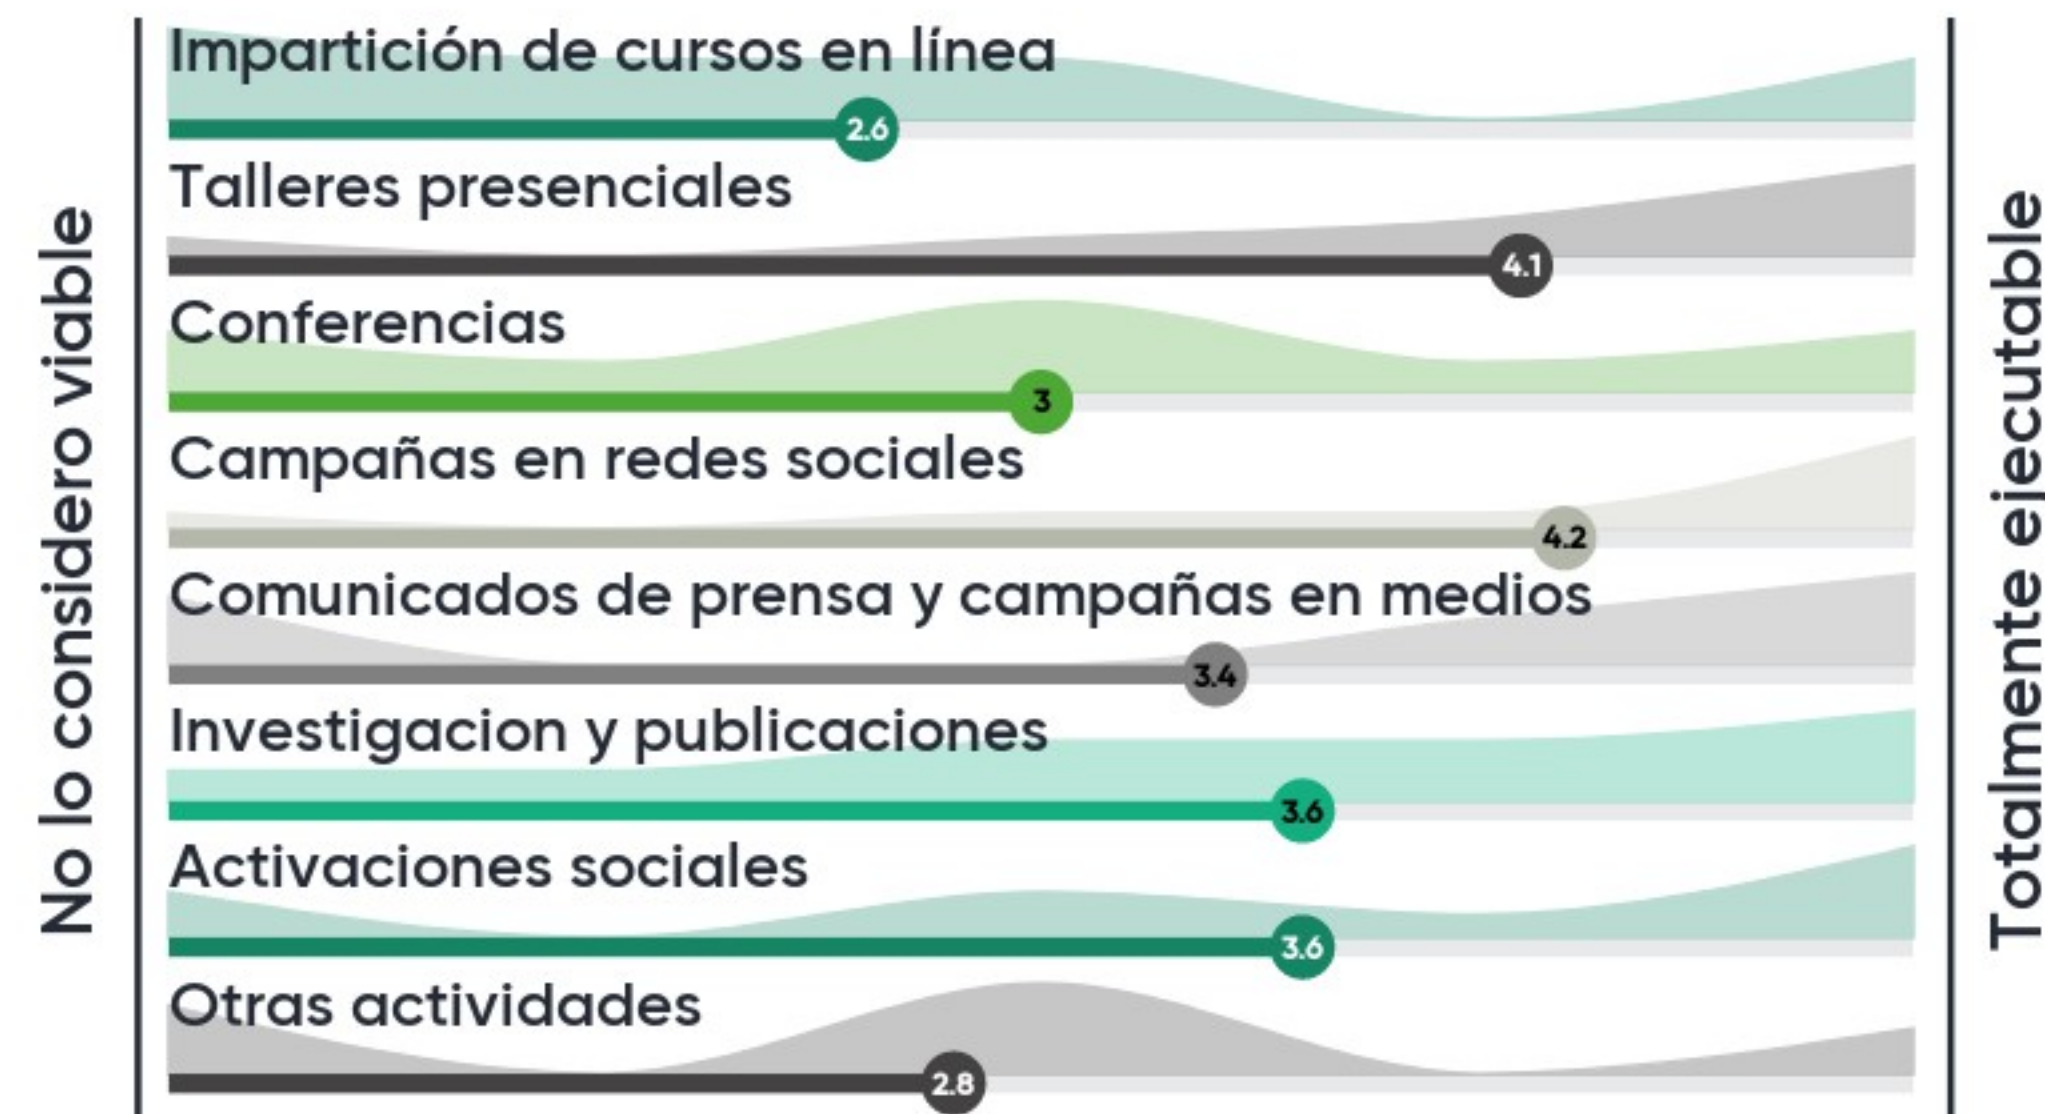 Impartición de cursos en línea
2.6
Talleres presenciales
4.1
Conferencias
3
Campañas en redes sociales
4.2
Comunicados de prensa y campañas en medios
3.4
Investigacion y publicaciones
3.6
Activaciones sociales
3.6
Otras actividades
2.8
No lo considero viable
Totalmente ejecutable